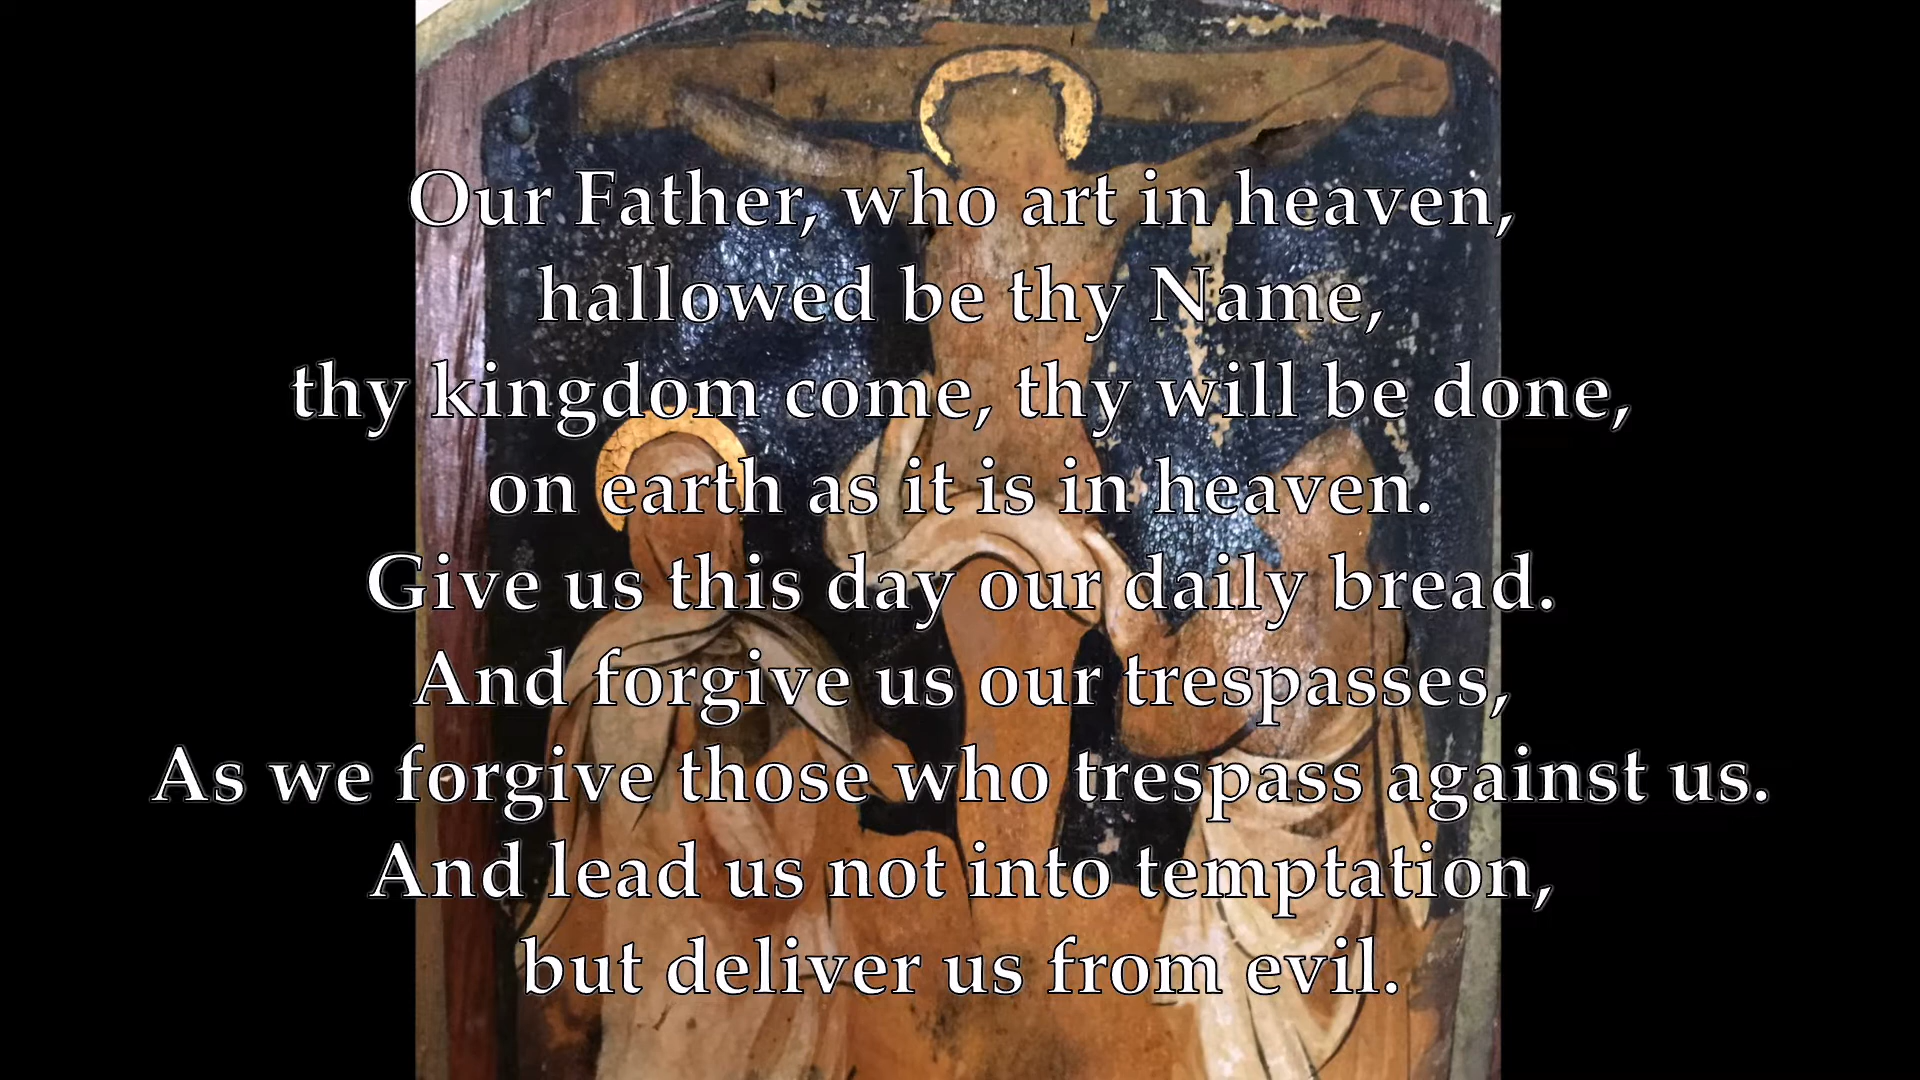 Our Father, who art in heaven,
hallowed be thy Name,
thy kingdom come, thy will be done,
on earth as it is in heaven.
Give us this day our daily bread.
And forgive us our trespasses,
As we forgive those who trespass against us.
And lead us not into temptation,
but deliver us from evil.